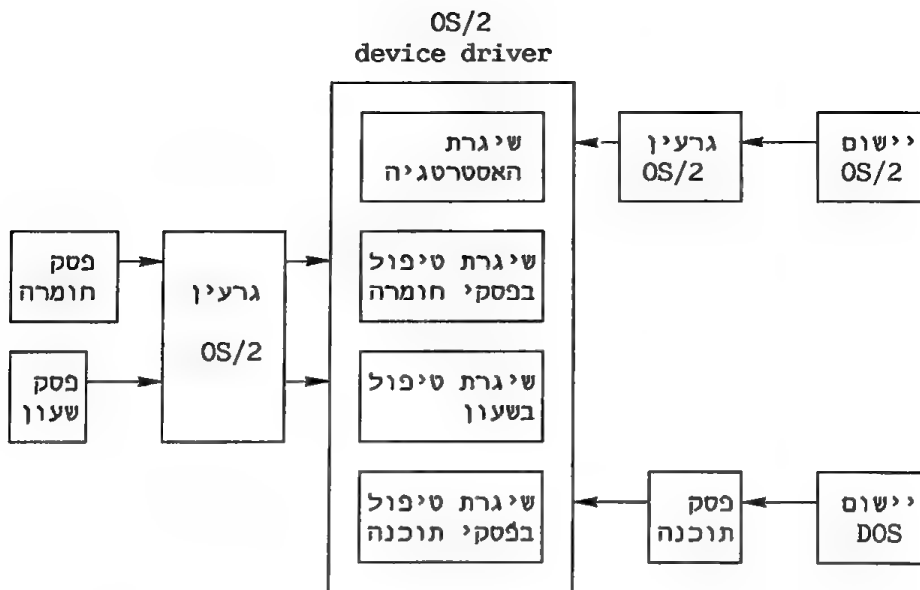 OS/2
device driver
שיגרת
האסטרטגיה
גרעין
OS/2
יישום
OS/2
פסק
חומרה
גרעין
OS/2
שיגרת טיפול
בפסקי חומרה
פסק
שעון
שיגרת טיפול
בשעון
שיגרת טיפול
בפסקי תוכנה
פסק
תוכנה
יישום
DOS